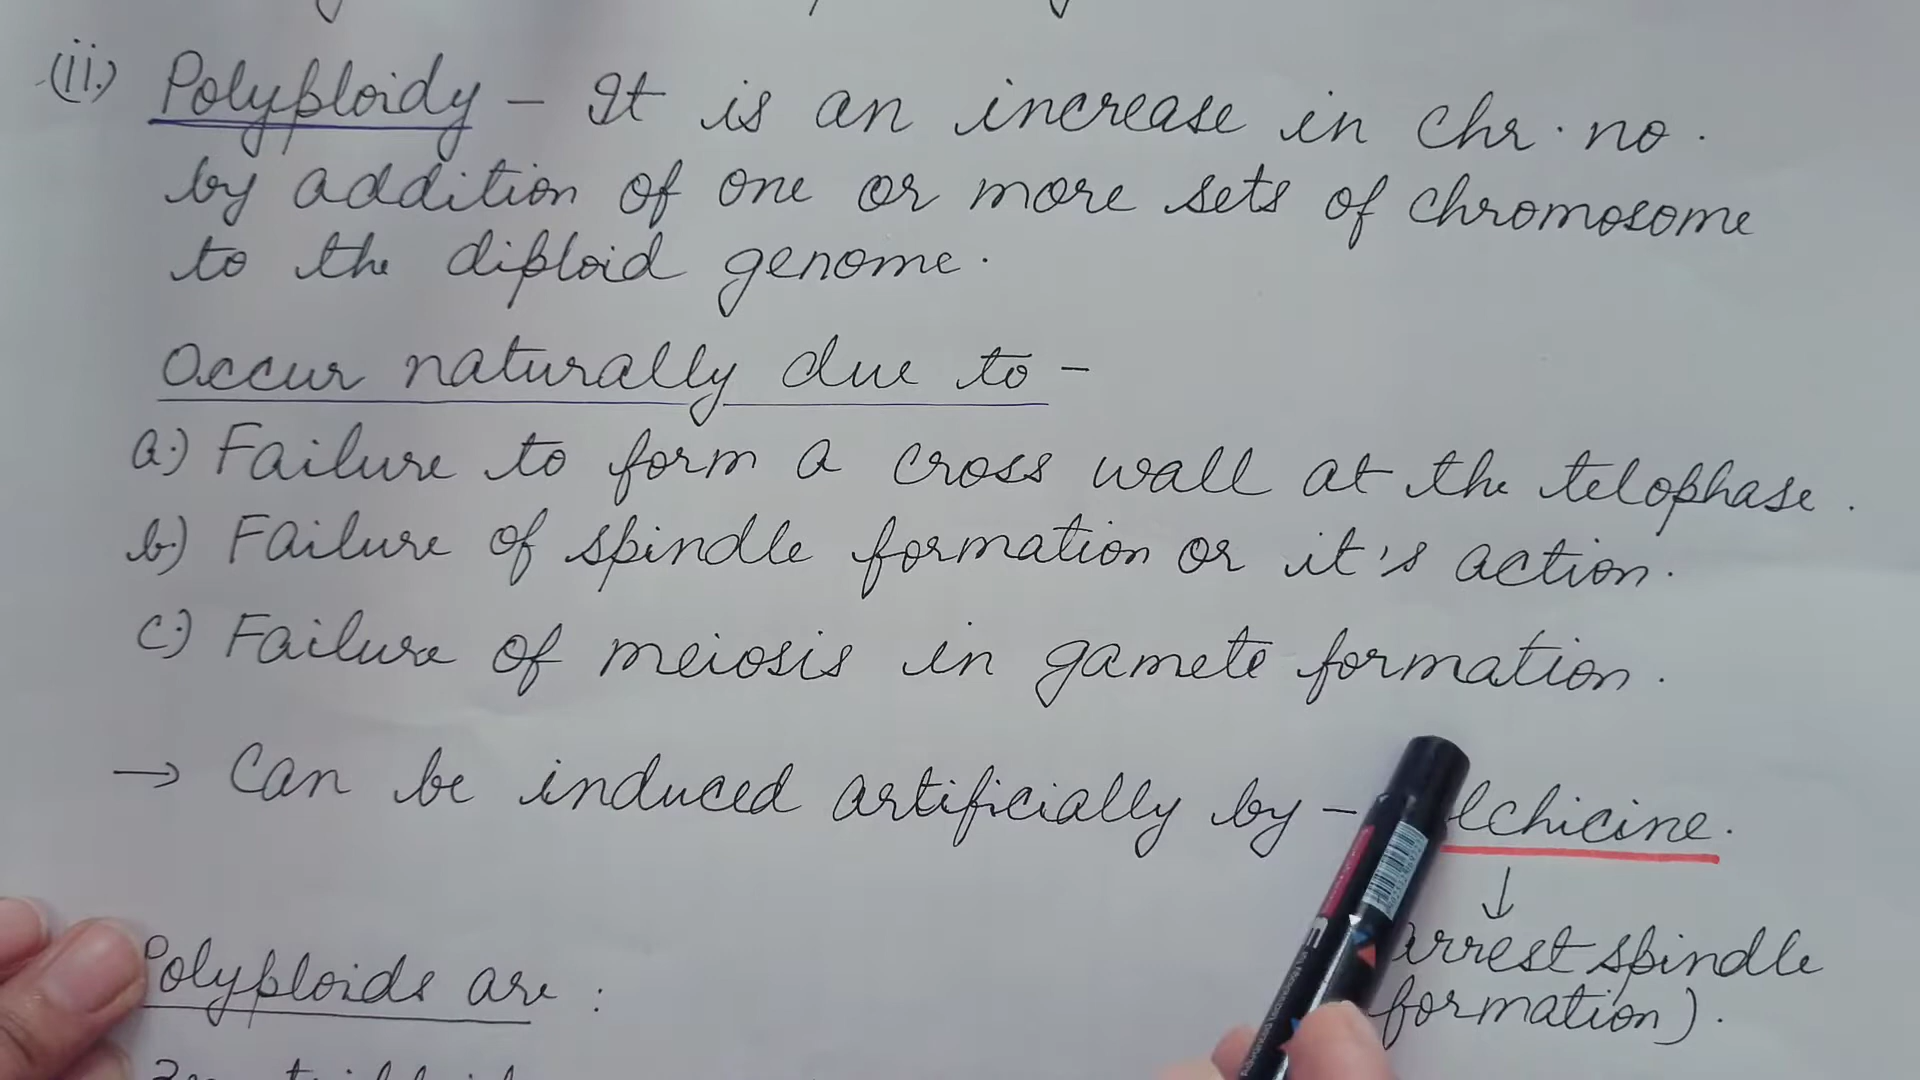 (ii.) Polyploidy - It is an increase in chr. no.
by addition of one or more sets of chromosome
to the diploid genome.
Occur naturally due to -
a.) Failure to form a cross wall at the telophase.
b.) Failure of spindle formation or it's action.
c.) Failure of meiosis in gamete formation.
→ Can be induced artificially by - lchicine.
↓
arrest spindle
formation).
Polyploids are :